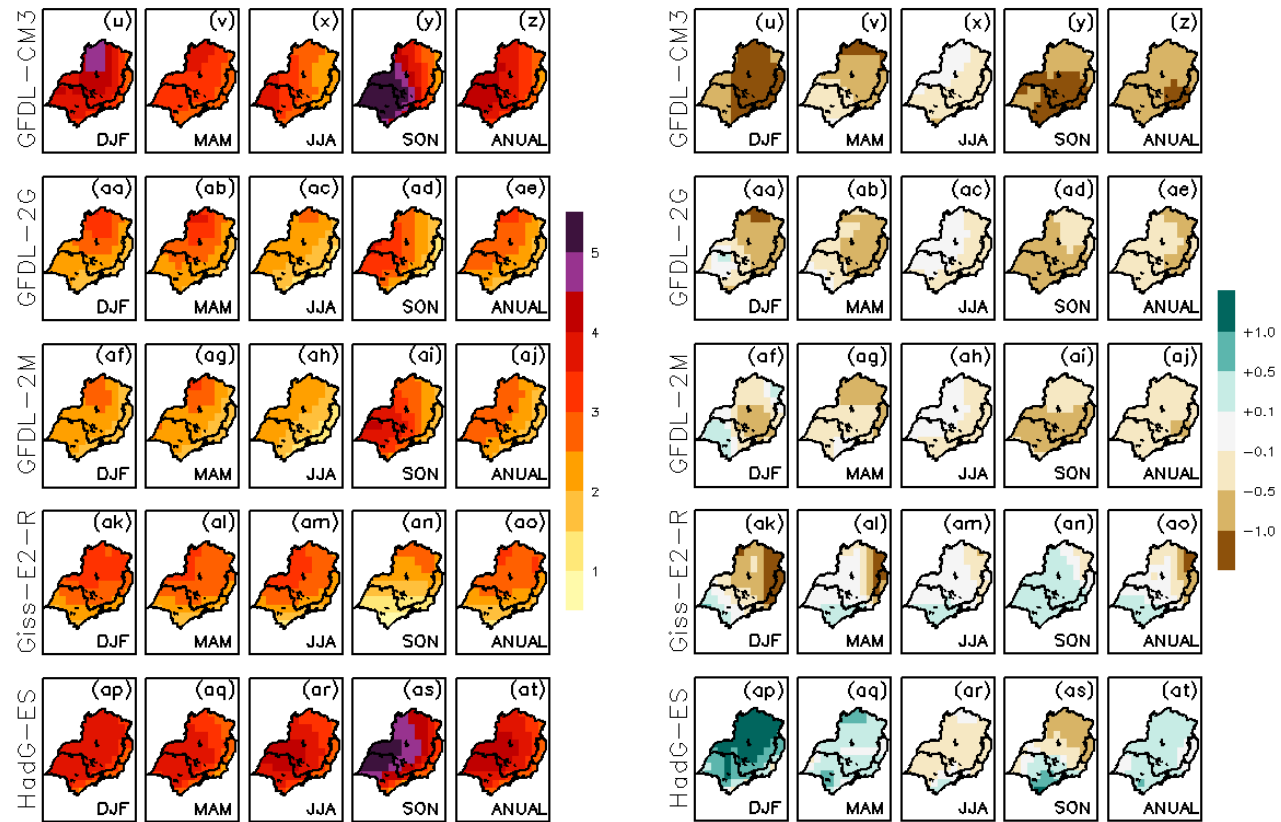 GFDL-CM3 (u) DJF (v) MAM (x) JJA (y) SON (z) ANUAL
GFDL-2G (aa) DJF (ab) MAM (ac) JJA (ad) SON (ae) ANUAL
GFDL-2M (af) DJF (ag) MAM (ah) JJA (ai) SON (aj) ANUAL
Giss-E2-R (ak) DJF (al) MAM (am) JJA (an) SON (ao) ANUAL
HadG-ES (ap) DJF (aq) MAM (ar) JJA (as) SON (at) ANUAL
5
4
3
2
1
GFDL-CM3 (u) DJF (v) MAM (x) JJA (y) SON (z) ANUAL
GFDL-2G (aa) DJF (ab) MAM (ac) JJA (ad) SON (ae) ANUAL
GFDL-2M (af) DJF (ag) MAM (ah) JJA (ai) SON (aj) ANUAL
Giss-E2-R (ak) DJF (al) MAM (am) JJA (an) SON (ao) ANUAL
HadG-ES (ap) DJF (aq) MAM (ar) JJA (as) SON (at) ANUAL
+1.0
+0.5
+0.1
-0.1
-0.5
-1.0